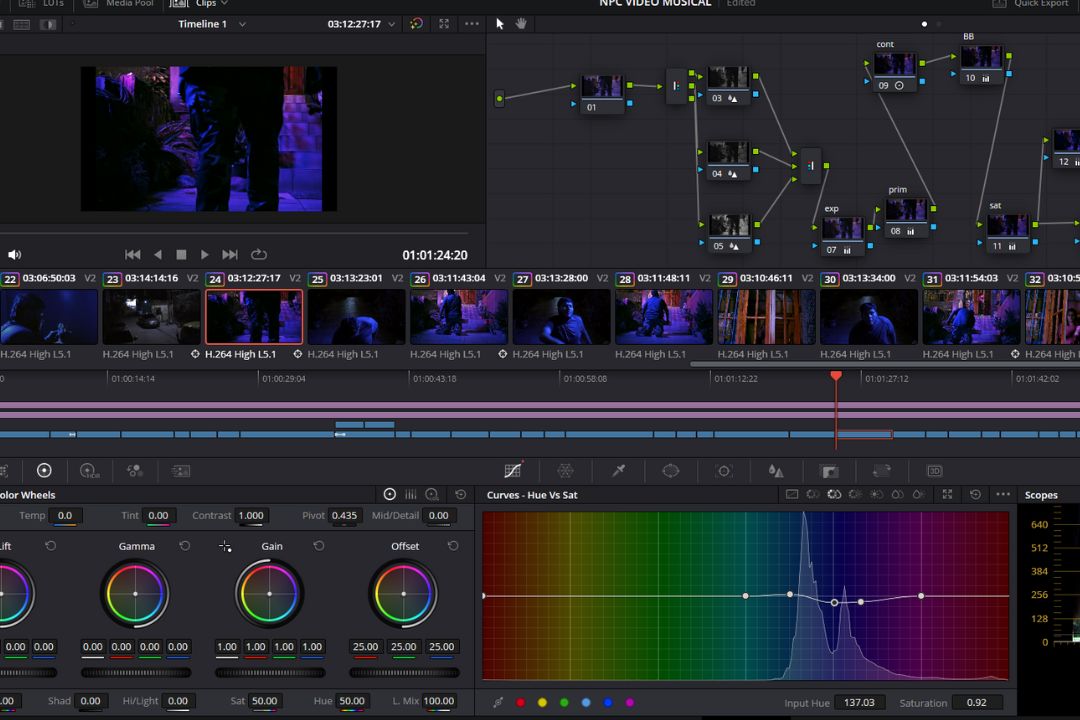 LUTs Media Pool Clips NPC VIDEO MUSICAL Edited Quick Export
Timeline 1 03:12:27:17
01
03
04
05
exp
07
prim
08
cont
09
BB
10
sat
11
12
01:01:24:20
22 03:06:50:03 V2 23 03:14:14:16 V2 24 03:12:27:17 V2 25 03:13:23:01 V2 26 03:11:43:04 V2 27 03:13:28:00 V2 28 03:11:48:11 V2 29 03:10:46:11 V2 30 03:13:34:00 V2 31 03:11:54:03 V2 32 03:10:5
H.264 High L5.1 H.264 High L5.1 H.264 High L5.1 H.264 High L5.1 H.264 High L5.1 H.264 High L5.1 H.264 High L5.1 H.264 High L5.1 H.264 High L5.1 H.264 High L5.1 H.264 High L
0 01:00:14:14 01:00:29:04 01:00:43:18 01:00:58:08 01:01:12:22 01:01:27:12 01:01:42:02
HDR
3D
olor Wheels Curves - Hue Vs Sat Scopes
Temp 0.0 Tint 0.00 Contrast 1.000 Pivot 0.435 Mid/Detail 0.00
Lift Gamma Gain Offset
640
512
384
256
128
0
0.00 0.00 0.00 0.00 0.00 0.00 1.00 1.00 1.00 1.00 25.00 25.00 25.00
.00 Shad 0.00 Hi/Light 0.00 Sat 50.00 Hue 50.00 L. Mix 100.00 Input Hue 137.03 Saturation 0.92